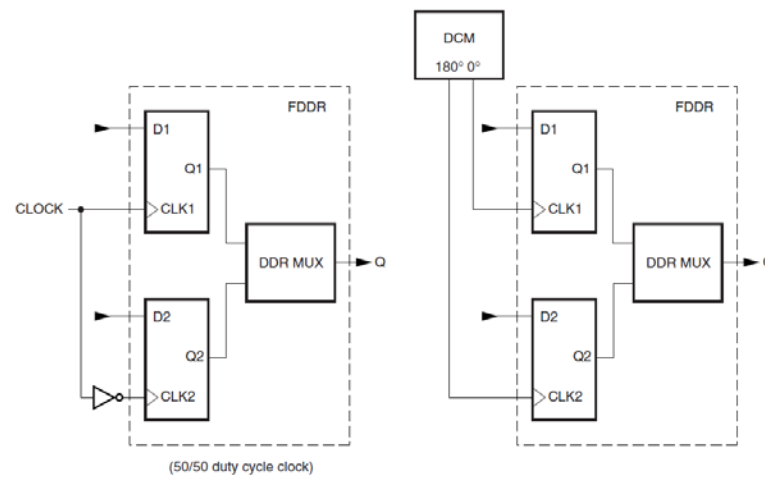 DCM
180° 0°
FDDR
D1
Q1
CLOCK
CLK1
DDR MUX
Q
D2
Q2
CLK2
(50/50 duty cycle clock)
FDDR
D1
Q1
CLK1
DDR MUX
D2
Q2
CLK2